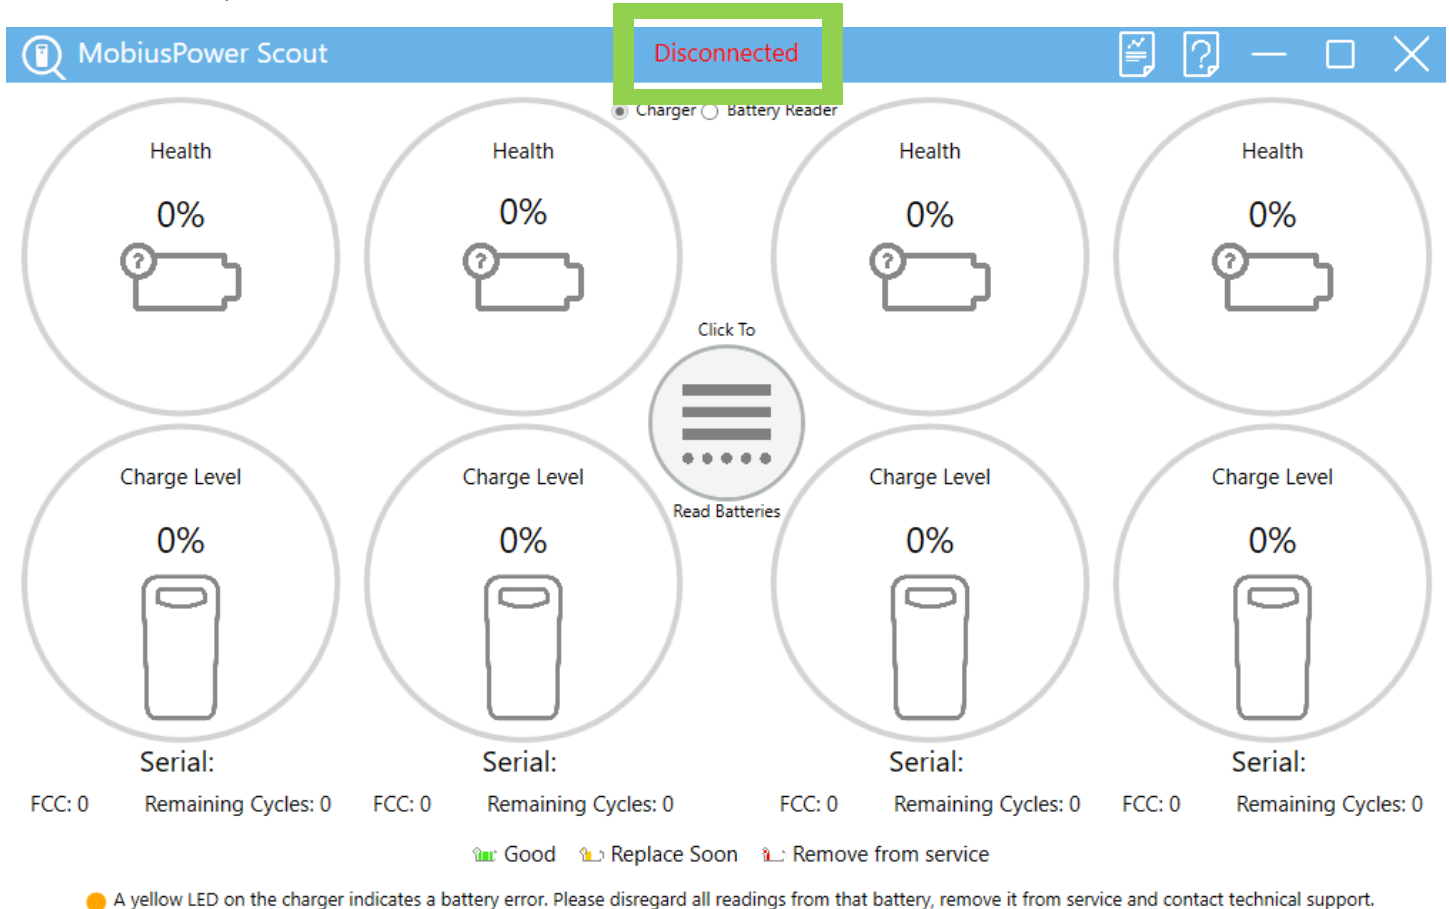 MobiusPower Scout
Disconnected
Charger Battery Reader
Health Health Health Health
0% 0% 0% 0%
? ? ? ?
Click To
Read Batteries
Charge Level Charge Level Charge Level Charge Level
0% 0% 0% 0%
Serial: Serial: Serial: Serial:
FCC: 0 Remaining Cycles: 0 FCC: 0 Remaining Cycles: 0 FCC: 0 Remaining Cycles: 0 FCC: 0 Remaining Cycles: 0
Good Replace Soon Remove from service
A yellow LED on the charger indicates a battery error. Please disregard all readings from that battery, remove it from service and contact technical support.